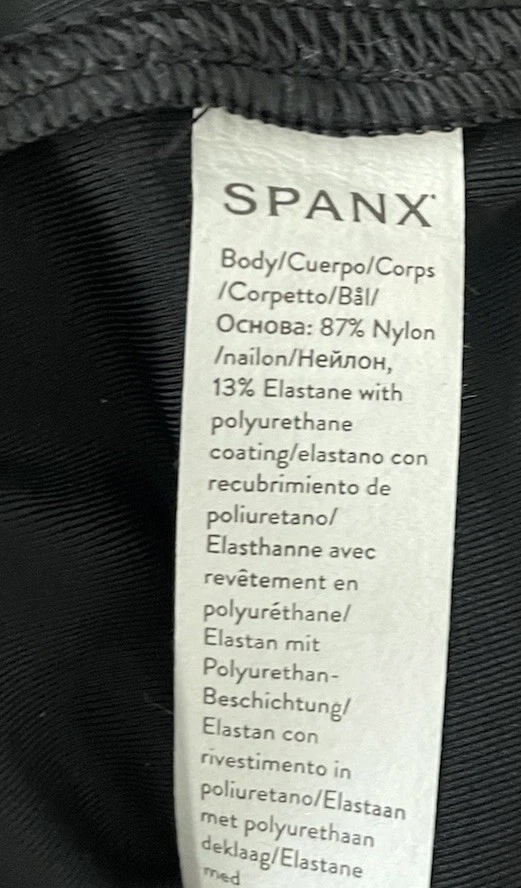 SPANX
Body/Cuerpo/Corps
/Corpetto/Bål/
Основа: 87% Nylon
/nailon/Нейлон,
13% Elastane with
polyurethane
coating/elastano con
recubrimiento de
poliuretano/
Elasthanne avec
revêtement en
polyuréthane/
Elastan mit
Polyurethan-
Beschichtung/
Elastan con
rivestimento in
poliuretano/Elastaan
met polyurethaan
deklaag/Elastane
med